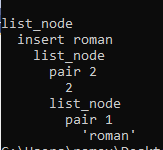 list_node
  insert roman
    list_node
      pair 2
      2
      list_node
        pair 1
          'roman'